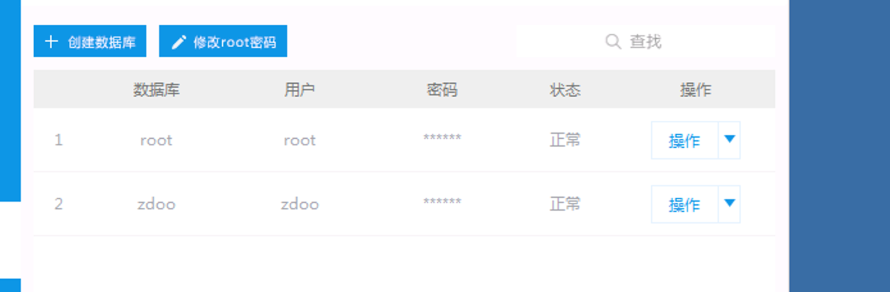 创建数据库 修改root密码 查找
数据库 用户 密码 状态 操作
1 root root ****** 正常 操作
2 zdoo zdoo ****** 正常 操作